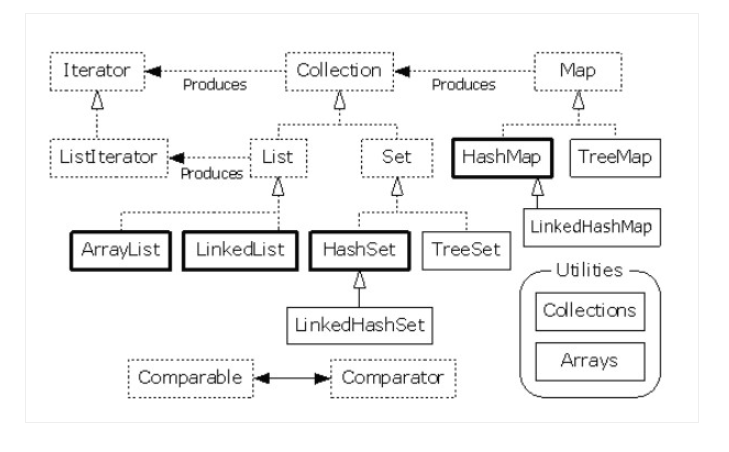 Iterator
Produces
Collection
Produces
Map
ListIterator
Produces
List
Set
HashMap
TreeMap
ArrayList
LinkedList
HashSet
TreeSet
LinkedHashMap
LinkedHashSet
Utilities
Collections
Arrays
Comparable
Comparator